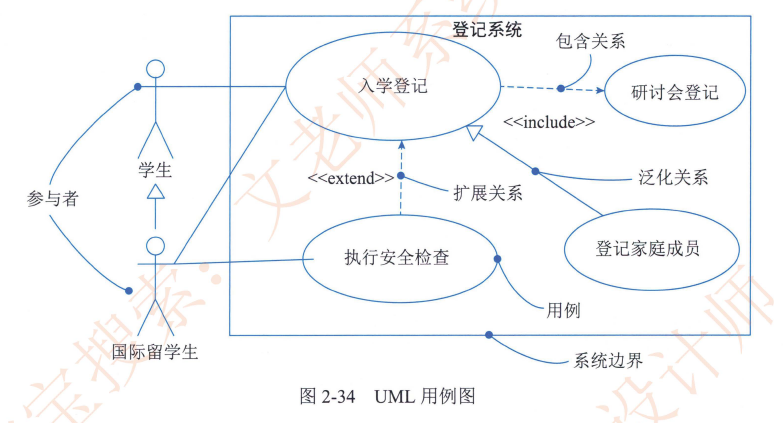 登记系统
包含关系
入学登记
研讨会登记
<<include>>
学生
<<extend>>
扩展关系
泛化关系
参与者
执行安全检查
登记家庭成员
用例
国际留学生
系统边界
图 2-34 UML 用例图